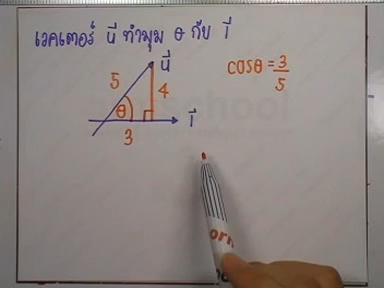 เวคเตอร์ นี ทำมุม θ กับ ī
นี
cosθ = 3/5
5
4
θ
ī
3